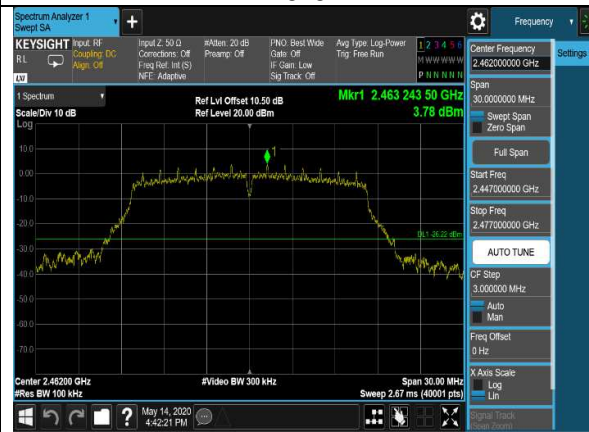 Spectrum Analyzer 1
Swept SA
+
Frequency
KEYSIGHT
RL
LXI
Input: RF
Coupling: DC
Align: Off
Input Z: 50 Ω
Corrections: Off
Freq Ref: Int (S)
NFE: Adaptive
#Atten: 20 dB
Preamp: Off
PNO: Best Wide
Gate: Off
IF Gain: Low
Sig Track: Off
Avg Type: Log-Power
Trig: Free Run
1 2 3 4 5 6
M W W W W W
P N N N N N
1 Spectrum
Scale/Div 10 dB
Log
Ref Lvl Offset 10.50 dB
Ref Level 20.00 dBm
Mkr1 2.463 243 50 GHz
3.78 dBm
1
10.0
0.00
-10.0
-20.0
-30.0
-40.0
-50.0
-60.0
-70.0
DL1 -26.22 dBm
Center 2.46200 GHz
#Res BW 100 kHz
#Video BW 300 kHz
Span 30.00 MHz
Sweep 2.67 ms (40001 pts)
Center Frequency
2.462000000 GHz
Settings
Span
30.0000000 MHz
Swept Span
Zero Span
Full Span
Start Freq
2.447000000 GHz
Stop Freq
2.477000000 GHz
AUTO TUNE
CF Step
3.000000 MHz
Auto
Man
Freq Offset
0 Hz
X Axis Scale
Log
Lin
Signal Track
(Span Zoom)
?
May 14, 2020
4:42:21 PM